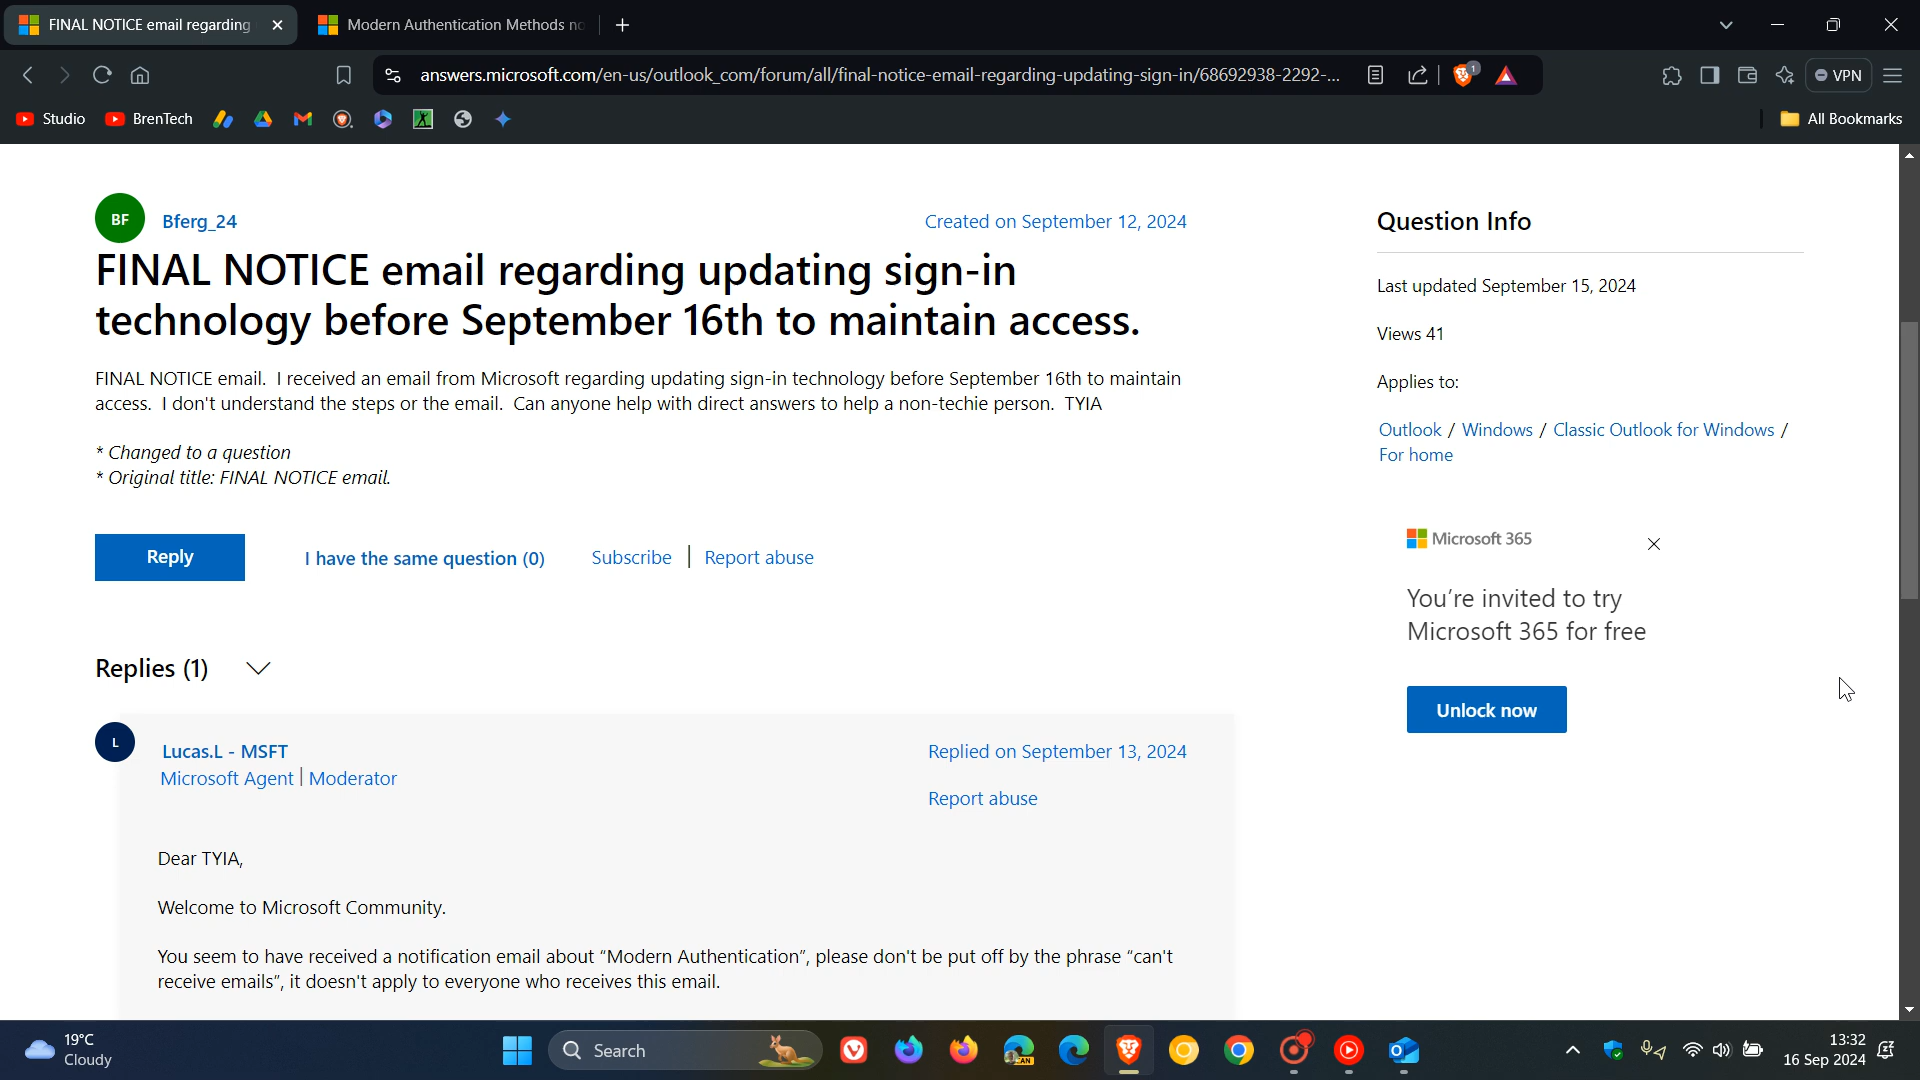 FINAL NOTICE email regarding
Modern Authentication Methods no
answers.microsoft.com/en-us/outlook_com/forum/all/final-notice-email-regarding-updating-sign-in/68692938-2292-...
1
VPN
Studio
BrenTech
All Bookmarks
BF
Bferg_24
Created on September 12, 2024
FINAL NOTICE email regarding updating sign-in
technology before September 16th to maintain access.
FINAL NOTICE email.  I received an email from Microsoft regarding updating sign-in technology before September 16th to maintain
access.  I don't understand the steps or the email.  Can anyone help with direct answers to help a non-techie person.  TYIA
* Changed to a question
* Original title: FINAL NOTICE email.
Reply
I have the same question (0)
Subscribe
Report abuse
Question Info
Last updated September 15, 2024
Views 41
Applies to:
Outlook / Windows / Classic Outlook for Windows /
For home
Microsoft 365
You're invited to try
Microsoft 365 for free
Unlock now
Replies (1)
L
Lucas.L - MSFT
Microsoft Agent | Moderator
Replied on September 13, 2024
Report abuse
Dear TYIA,
Welcome to Microsoft Community.
You seem to have received a notification email about “Modern Authentication”, please don't be put off by the phrase “can't
receive emails”, it doesn't apply to everyone who receives this email.
19°C
Cloudy
Search
CAN
13:32
16 Sep 2024